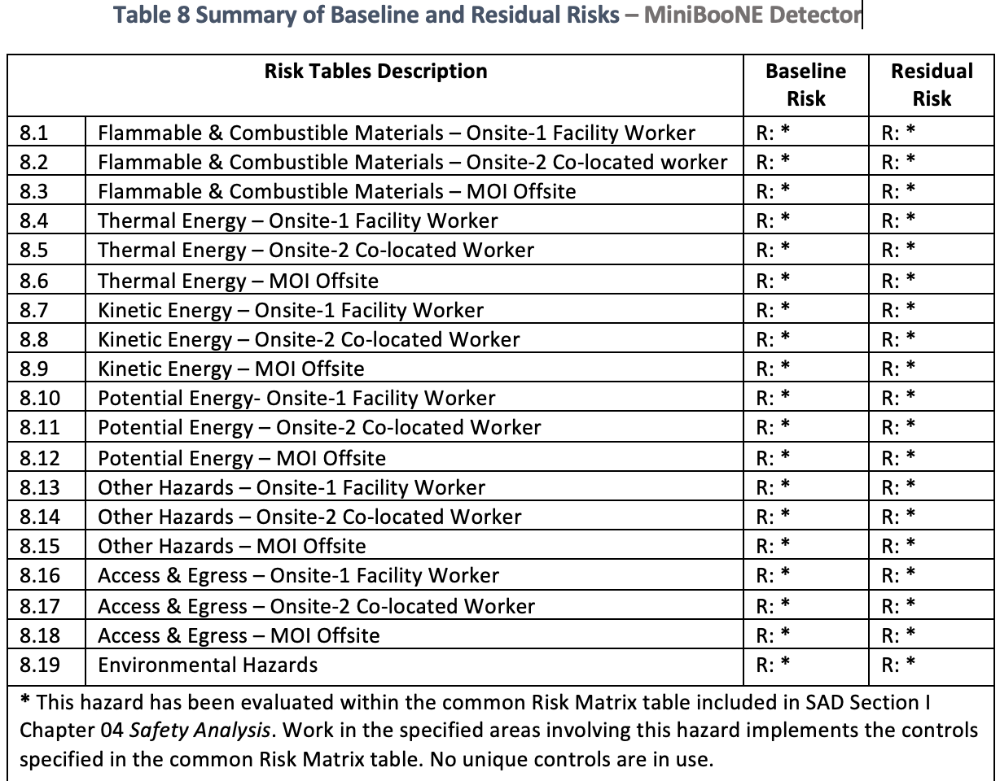 Table 8 Summary of Baseline and Residual Risks – MiniBooNE Detector
Risk Tables Description Baseline Risk Residual Risk
8.1 Flammable & Combustible Materials – Onsite-1 Facility Worker R: * R: *
8.2 Flammable & Combustible Materials – Onsite-2 Co-located worker R: * R: *
8.3 Flammable & Combustible Materials – MOI Offsite R: * R: *
8.4 Thermal Energy – Onsite-1 Facility Worker R: * R: *
8.5 Thermal Energy – Onsite-2 Co-located Worker R: * R: *
8.6 Thermal Energy – MOI Offsite R: * R: *
8.7 Kinetic Energy – Onsite-1 Facility Worker R: * R: *
8.8 Kinetic Energy – Onsite-2 Co-located Worker R: * R: *
8.9 Kinetic Energy – MOI Offsite R: * R: *
8.10 Potential Energy- Onsite-1 Facility Worker R: * R: *
8.11 Potential Energy – Onsite-2 Co-located Worker R: * R: *
8.12 Potential Energy – MOI Offsite R: * R: *
8.13 Other Hazards – Onsite-1 Facility Worker R: * R: *
8.14 Other Hazards – Onsite-2 Co-located Worker R: * R: *
8.15 Other Hazards – MOI Offsite R: * R: *
8.16 Access & Egress – Onsite-1 Facility Worker R: * R: *
8.17 Access & Egress – Onsite-2 Co-located Worker R: * R: *
8.18 Access & Egress – MOI Offsite R: * R: *
8.19 Environmental Hazards R: * R: *
* This hazard has been evaluated within the common Risk Matrix table included in SAD Section I
Chapter 04 Safety Analysis. Work in the specified areas involving this hazard implements the controls
specified in the common Risk Matrix table. No unique controls are in use.